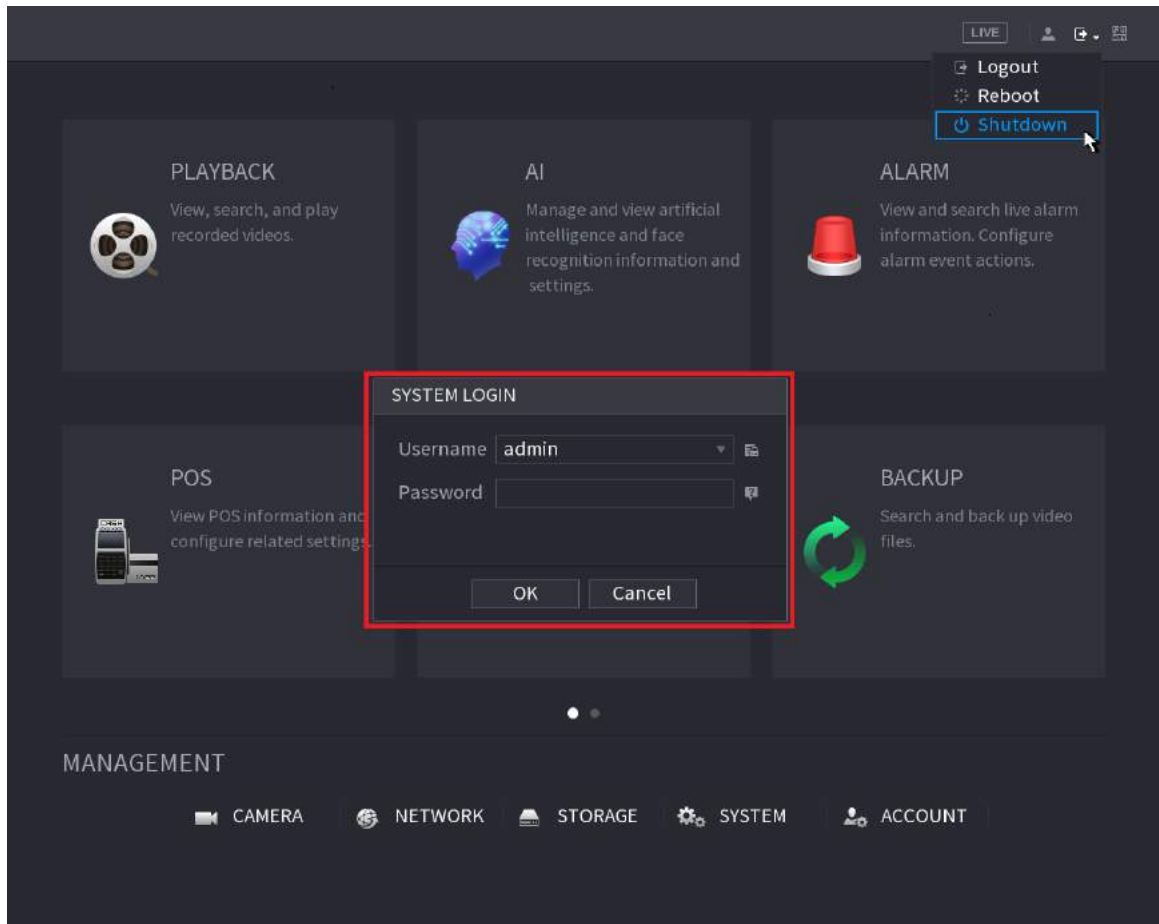 LIVE
Logout
Reboot
Shutdown
PLAYBACK
View, search, and play
recorded videos.
AI
Manage and view artificial
intelligence and face
recognition information and
settings.
ALARM
View and search live alarm
information. Configure
alarm event actions.
SYSTEM LOGIN
Username admin
Password
OK Cancel
POS
View POS information and
configure related settings.
BACKUP
Search and back up video
files.
MANAGEMENT
CAMERA NETWORK STORAGE SYSTEM ACCOUNT